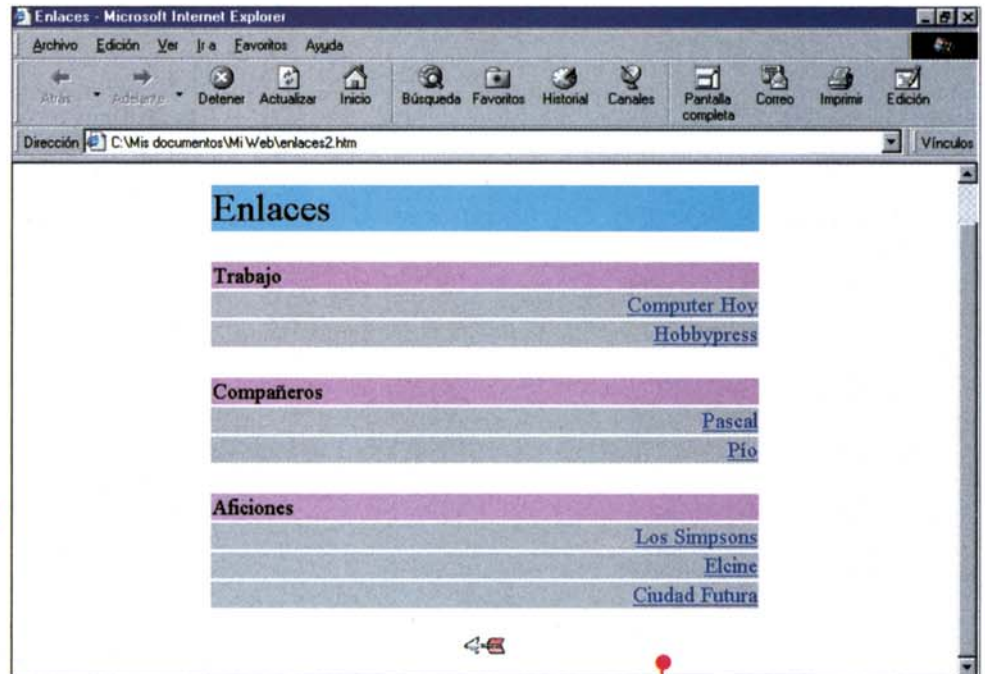 Enlaces - Microsoft Internet Explorer
Archivo Edición Ver Ir a Favoritos Ayuda
Atrás Adelante Detener Actualizar Inicio Búsqueda Favoritos Historial Canales Pantalla completa Correo Imprimir Edición
Dirección C:\Mis documentos\Mi Web\enlaces2.htm Vínculos
Enlaces
Trabajo
Computer Hoy
Hobbypress
Compañeros
Pascal
Pío
Aficiones
Los Simpsons
Elcine
Ciudad Futura